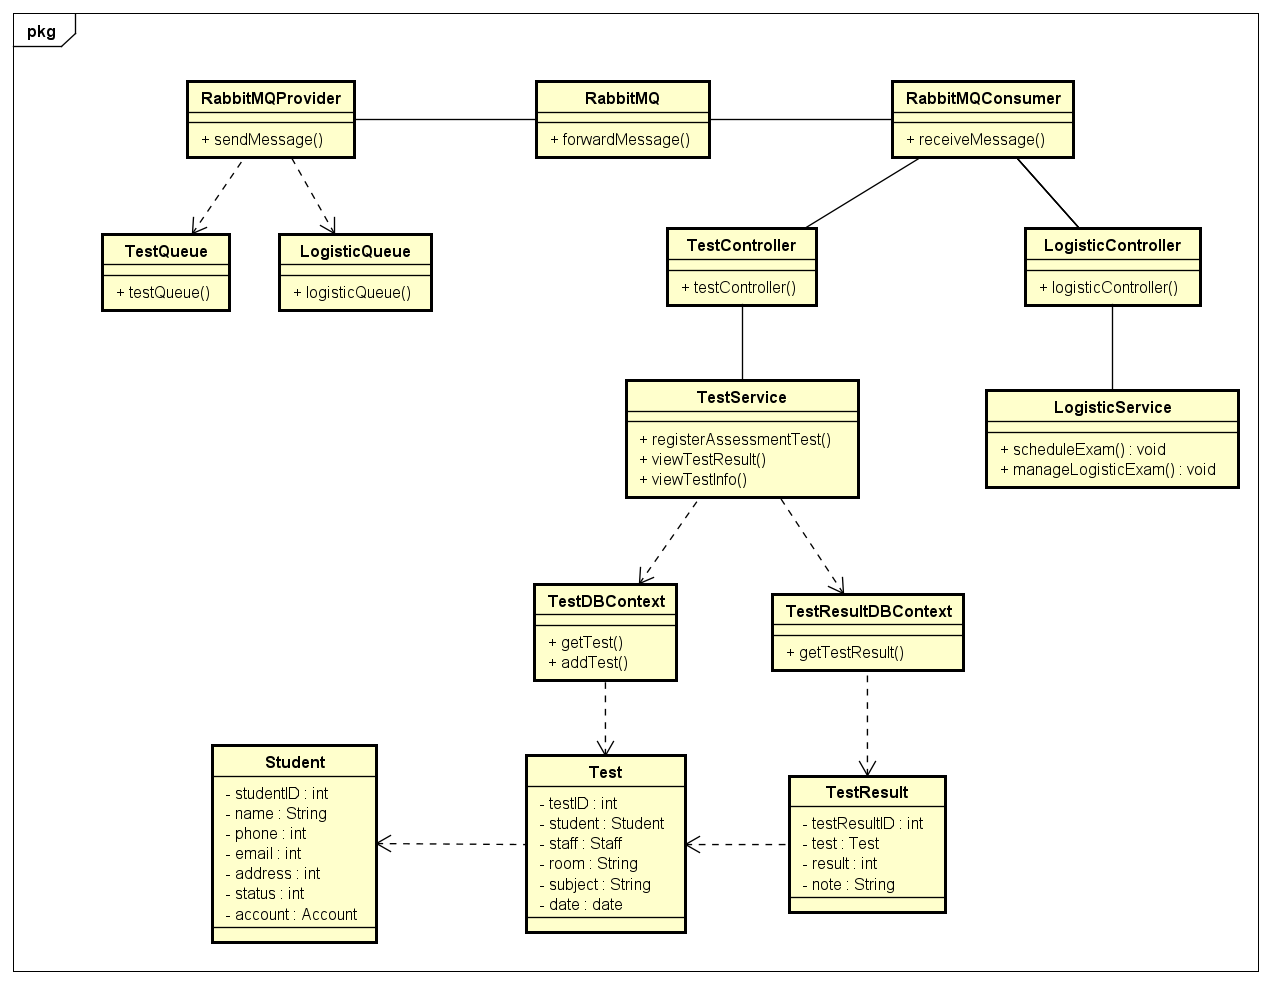 pkg
RabbitMQProvider
+ sendMessage()
RabbitMQ
+ forwardMessage()
RabbitMQConsumer
+ receiveMessage()
TestQueue
+ testQueue()
LogisticQueue
+ logisticQueue()
TestController
+ testController()
LogisticController
+ logisticController()
TestService
+ registerAssessmentTest()
+ viewTestResult()
+ viewTestInfo()
LogisticService
+ scheduleExam() : void
+ manageLogisticExam() : void
TestDBContext
+ getTest()
+ addTest()
TestResultDBContext
+ getTestResult()
Student
- studentID : int
- name : String
- phone : int
- email : int
- address : int
- status : int
- account : Account
Test
- testID : int
- student : Student
- staff : Staff
- room : String
- subject : String
- date : date
TestResult
- testResultID : int
- test : Test
- result : int
- note : String